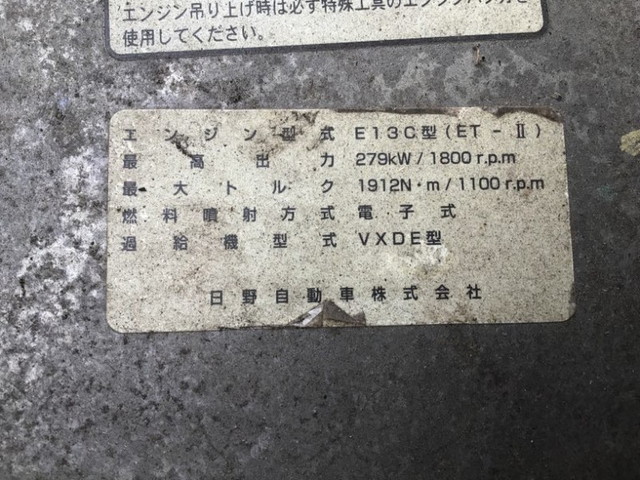 エンジン吊り上げ時は必ず特殊工具のエンジンハンガを
使用してください。
エンジン型式 E13C型(ET-Ⅱ)
最高出力 279kW/1800r.p.m
最大トルク 1912N・m/1100r.p.m
燃料噴射方式 電子式
過給機型式 VXDE型
日野自動車株式会社